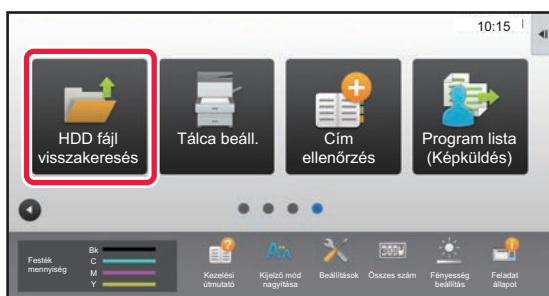 10:15
HDD fájl
visszakeresés
Tálca beáll.
Cím
ellenőrzés
Program lista
(Képküldés)
Festék
mennyiség
Bk
C
M
Y
Kezelési
útmutató
Kijelző mód
nagyítása
Beállítások
Összes szám
Fényesség
beállítás
Feladat
állapot